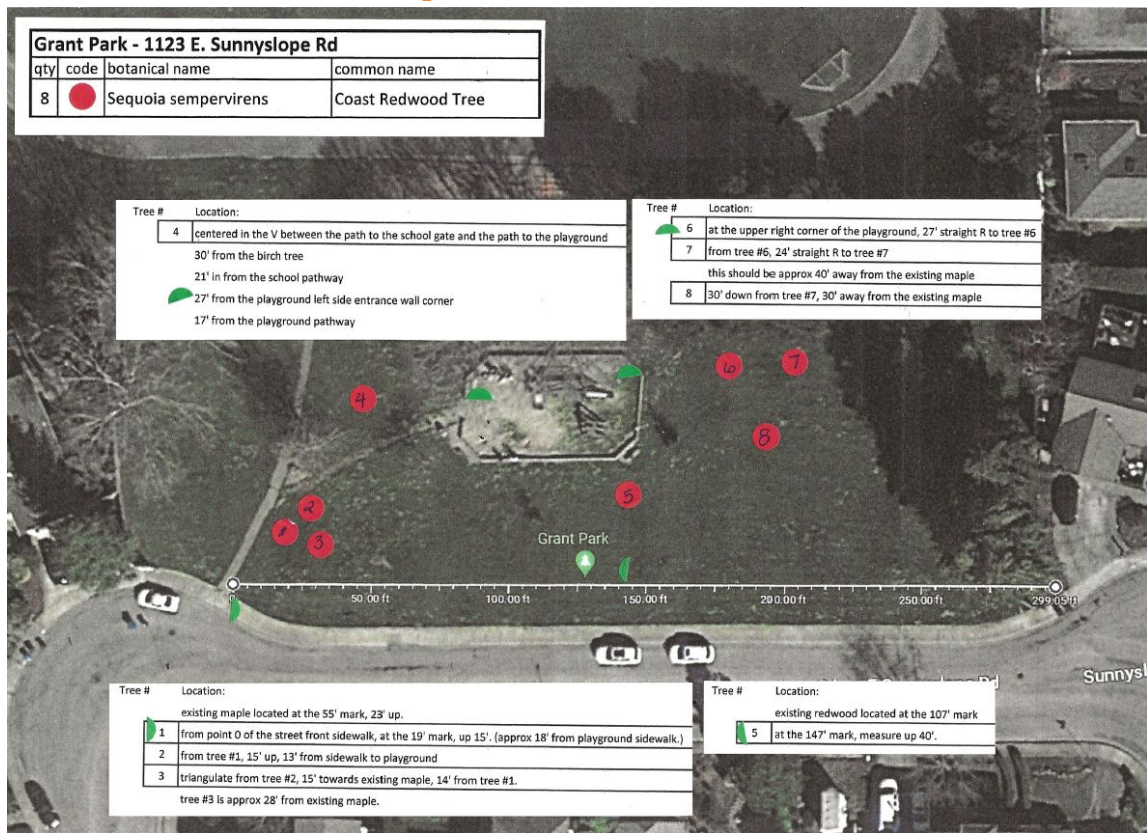 Grant Park - 1123 E. Sunnyslope Rd
qty code botanical name common name
8 Sequoia sempervirens Coast Redwood Tree
Tree # Location:
4 centered in the V between the path to the school gate and the path to the playground
30' from the birch tree
21' in from the school pathway
27' from the playground left side entrance wall corner
17' from the playground pathway
Tree # Location:
6 at the upper right corner of the playground, 27' straight R to tree #6
7 from tree #6, 24' straight R to tree #7
this should be approx 40' away from the existing maple
8 30' down from tree #7, 30' away from the existing maple
4
6
7
8
5
2
1
3
Grant Park
0 50.00 ft 100.00 ft 150.00 ft 200.00 ft 250.00 ft 299.05 ft
Rd
Sunnysl
Tree # Location:
existing maple located at the 55' mark, 23' up.
1 from point 0 of the street front sidewalk, at the 19' mark, up 15'. (approx 18' from playground sidewalk.)
2 from tree #1, 15' up, 13' from sidewalk to playground
3 triangulate from tree #2, 15' towards existing maple, 14' from tree #1.
tree #3 is approx 28' from existing maple.
Tree # Location:
existing redwood located at the 107' mark
5 at the 147' mark, measure up 40'.